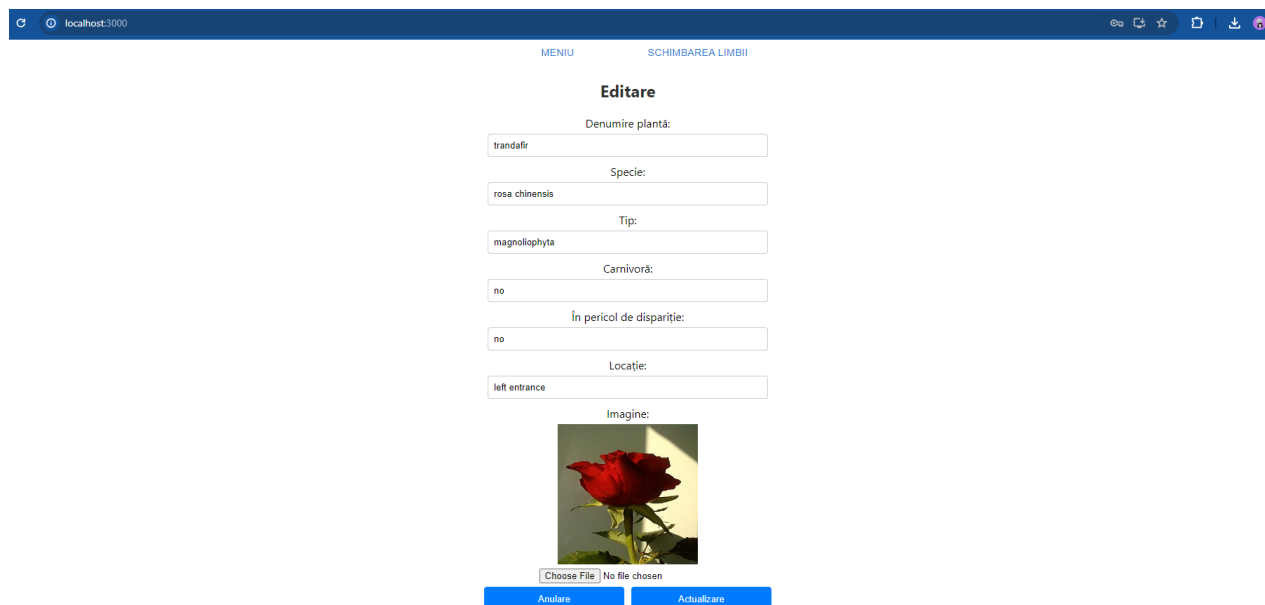 localhost:3000
MENIU SCHIMBAREA LIMBII
Editare
Denumire plantă:
trandafir
Specie:
rosa chinensis
Tip:
magnoliophyta
Carnivoră:
no
În pericol de dispariție:
no
Locație:
left entrance
Imagine:
Choose File No file chosen
Anulare Actualizare